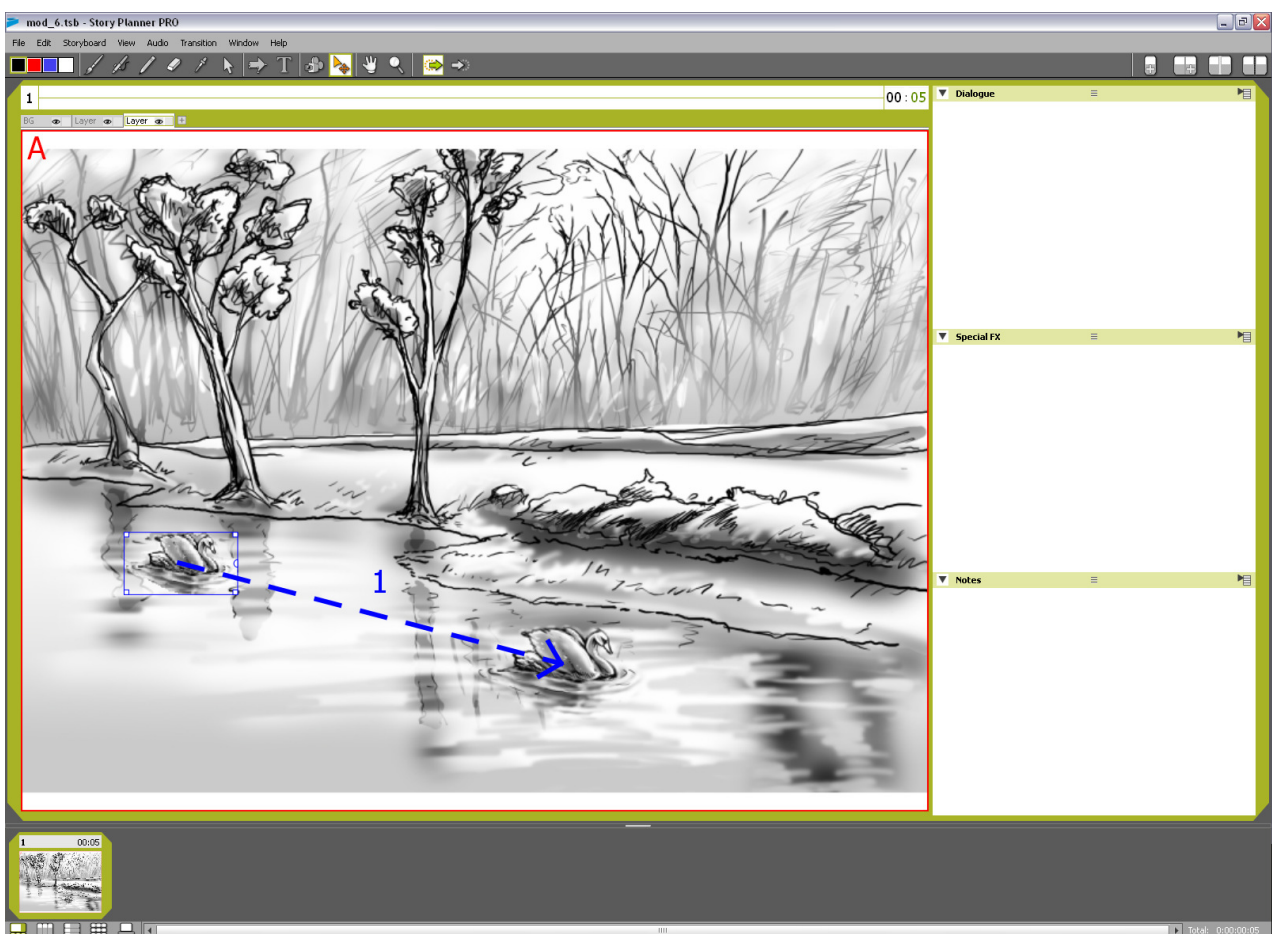 mod_6.tsb - Story Planner PRO
File Edit Storyboard View Audio Transition Window Help
T
1 00:05
BG Layer Layer
A
1
Dialogue
Special FX
Notes
1 00:05
Total: 0:00:00:05